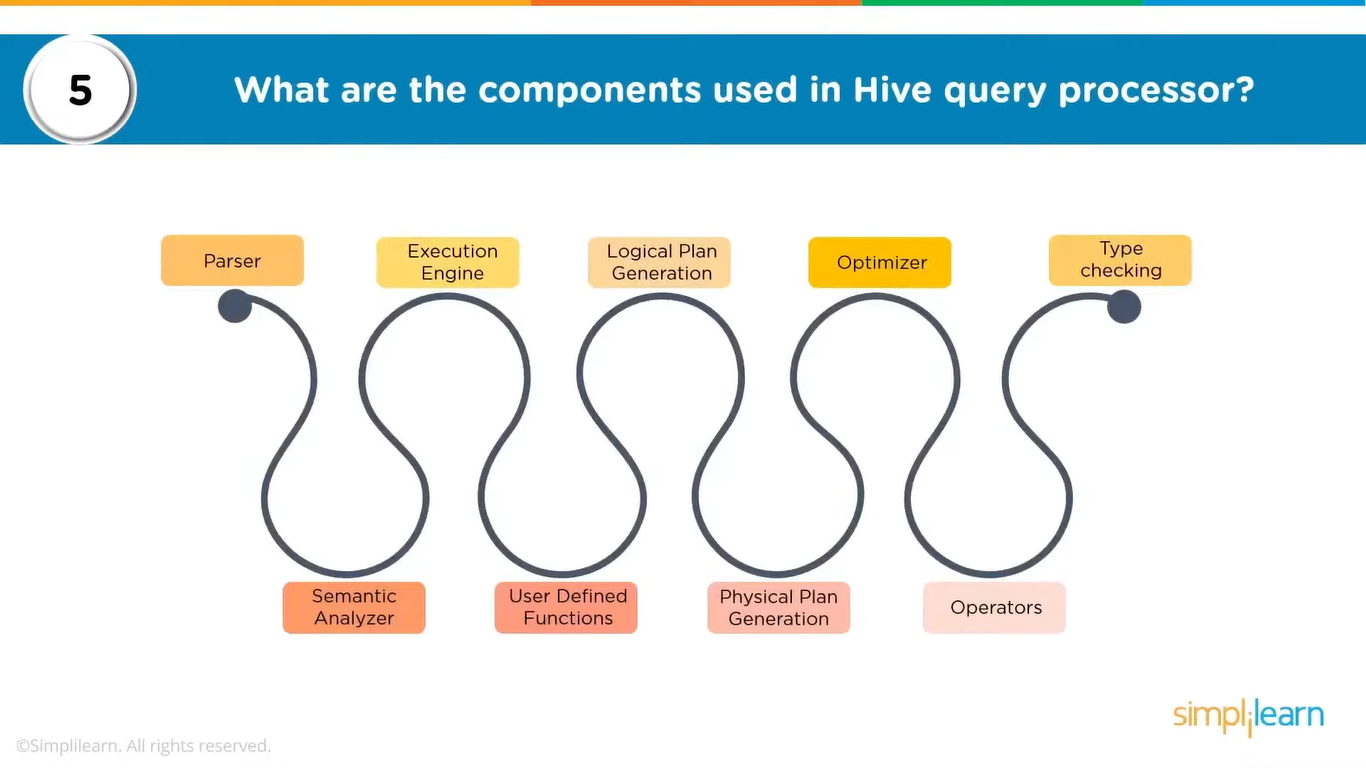 5
What are the components used in Hive query processor?
Parser
Execution
Engine
Logical Plan
Generation
Optimizer
Type
checking
Semantic
Analyzer
User Defined
Functions
Physical Plan
Generation
Operators
simplilearn
©Simplilearn. All rights reserved.